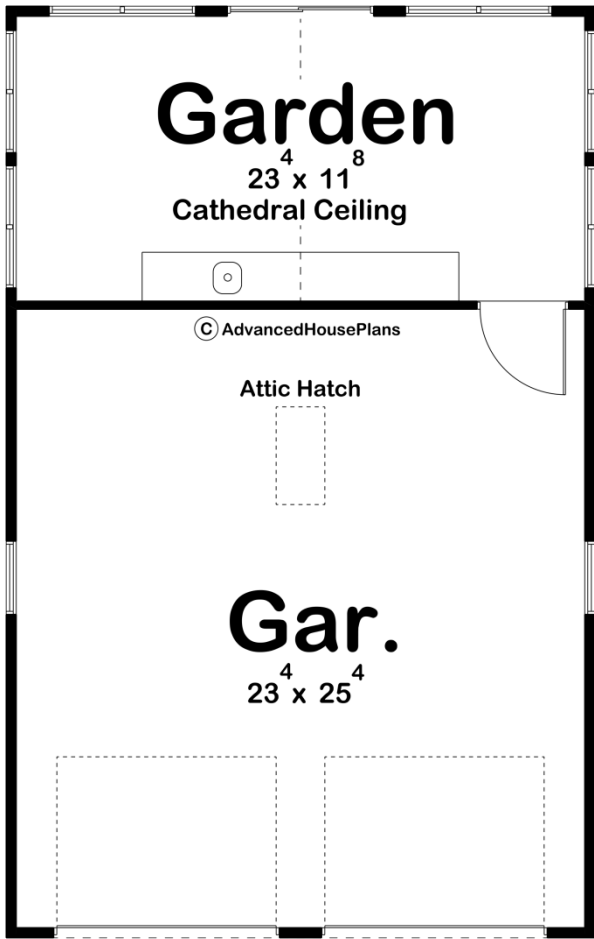 Garden
23⁴ x 11⁸
Cathedral Ceiling
© AdvancedHousePlans
Attic Hatch
Gar.
23⁴ x 25⁴